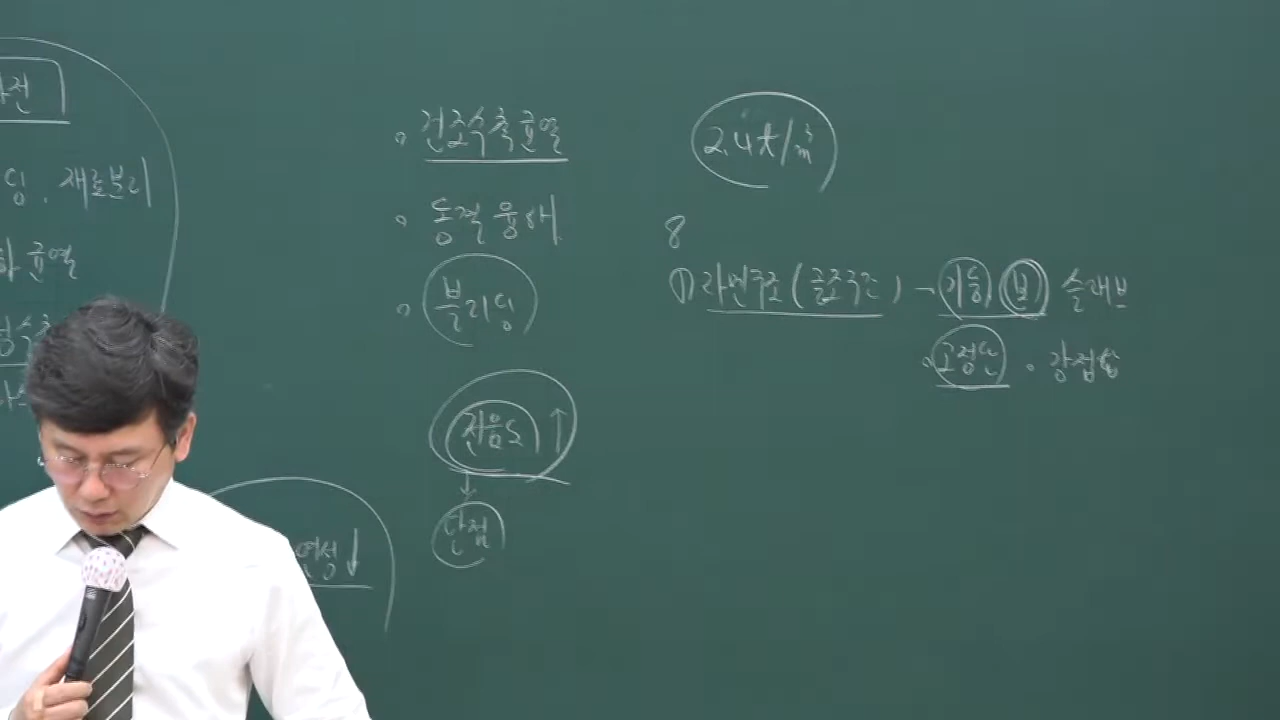 딩, 재료분리
균열
• 건조수축균열
• 동결융해
• 블리딩
진음도 ↑
↓
단점
↓
2.4t/m³
8
① 라멘구조 (골조구조) - 기둥 보 슬래브
• 고정단 • 강접합